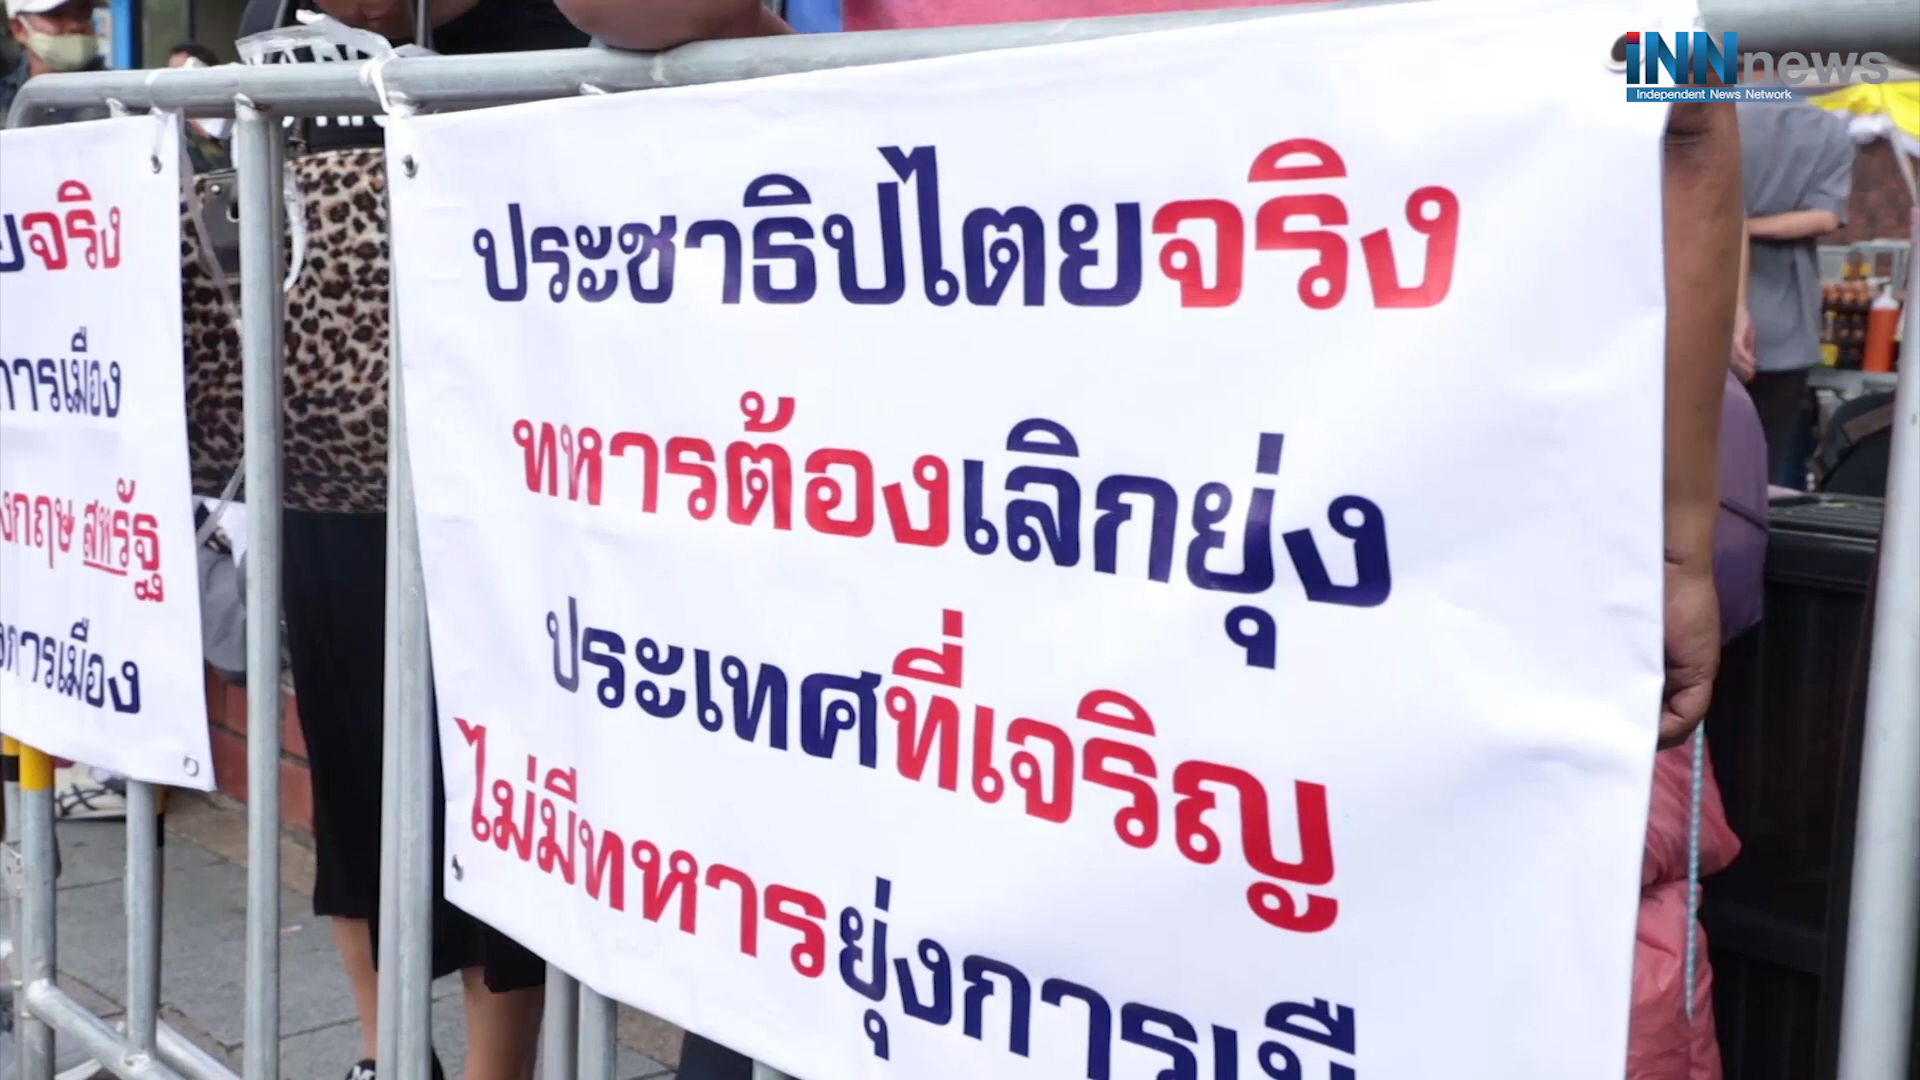 iNNnews
Independent News Network
ประชาธิปไตยจริง
ทหารต้องเลิกยุ่ง
ประเทศที่เจริญ
ไม่มีทหารยุ่งการเมื
ยจริง
การเมือง
งกฤษ สหรัฐ
การเมือง